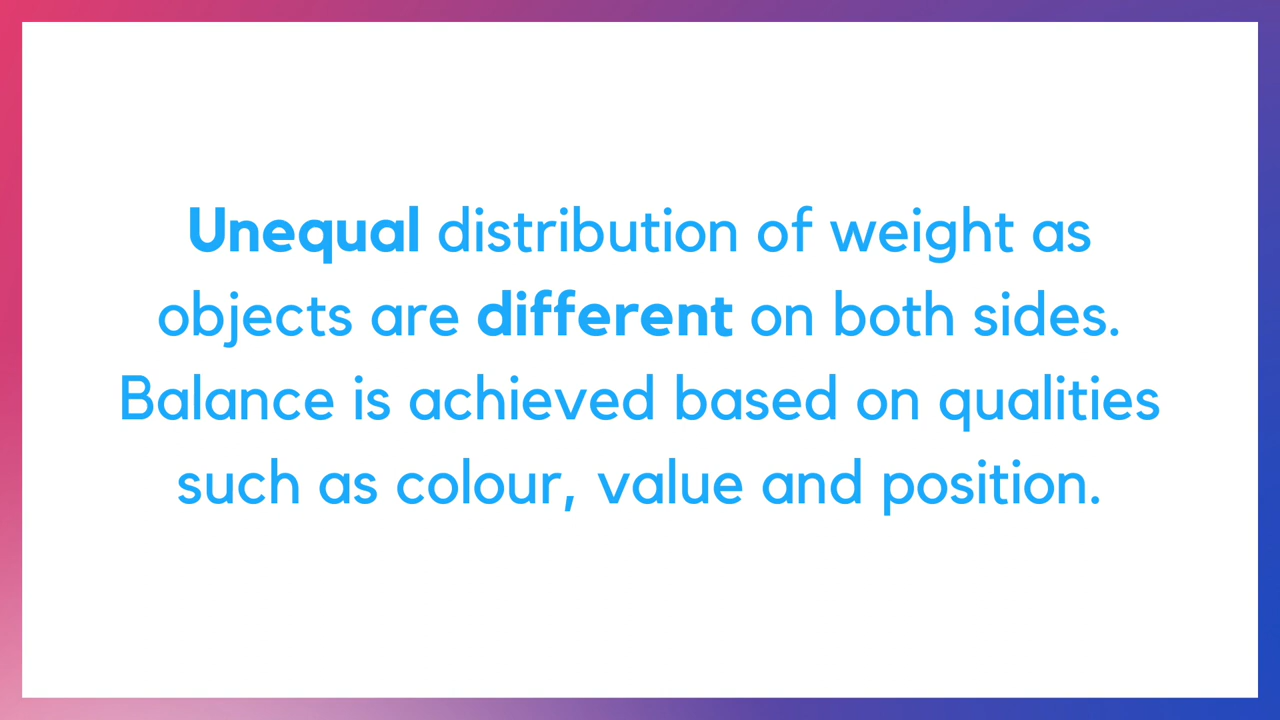 Unequal distribution of weight as
objects are different on both sides.
Balance is achieved based on qualities
such as colour, value and position.